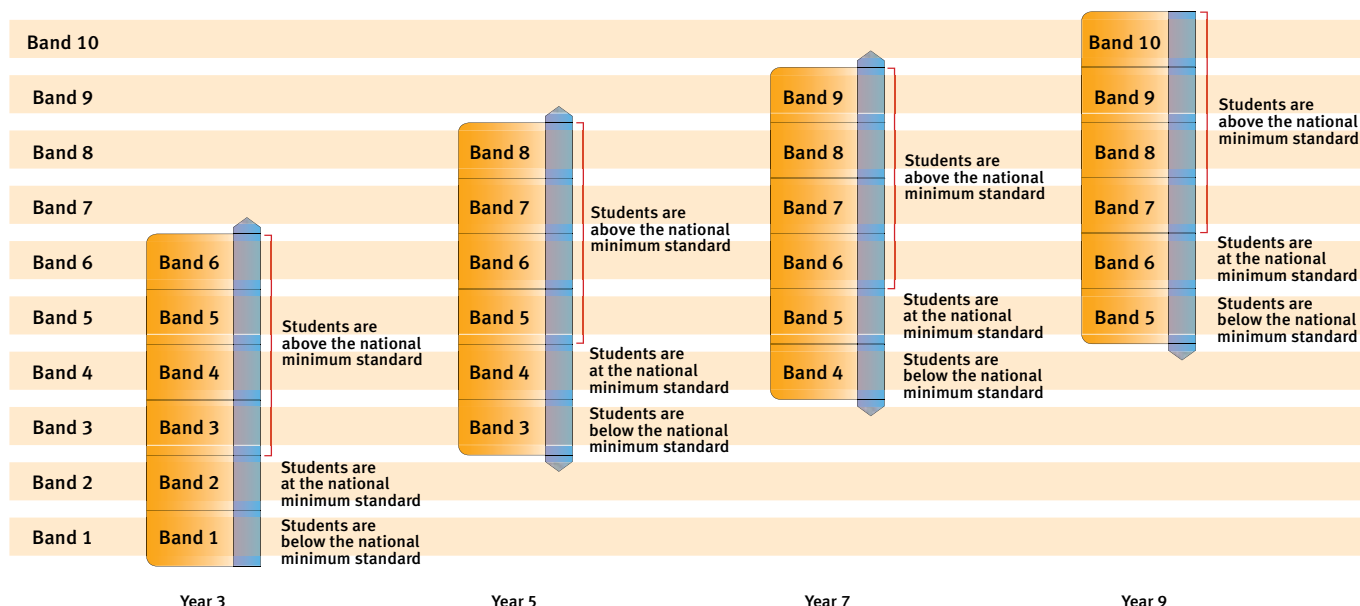 Band 10
Band 9
Band 8
Band 7
Band 6
Band 5
Band 4
Band 3
Band 2
Band 1
Band 6
Band 5
Band 4
Band 3
Band 2
Band 1
Students are
above the national
minimum standard
Students are
at the national
minimum standard
Students are
below the national
minimum standard
Year 3
Band 8
Band 7
Band 6
Band 5
Band 4
Band 3
Students are
above the national
minimum standard
Students are
at the national
minimum standard
Students are
below the national
minimum standard
Year 5
Band 9
Band 8
Band 7
Band 6
Band 5
Band 4
Students are
above the national
minimum standard
Students are
at the national
minimum standard
Students are
below the national
minimum standard
Year 7
Band 10
Band 9
Band 8
Band 7
Band 6
Band 5
Students are
above the national
minimum standard
Students are
at the national
minimum standard
Students are
below the national
minimum standard
Year 9